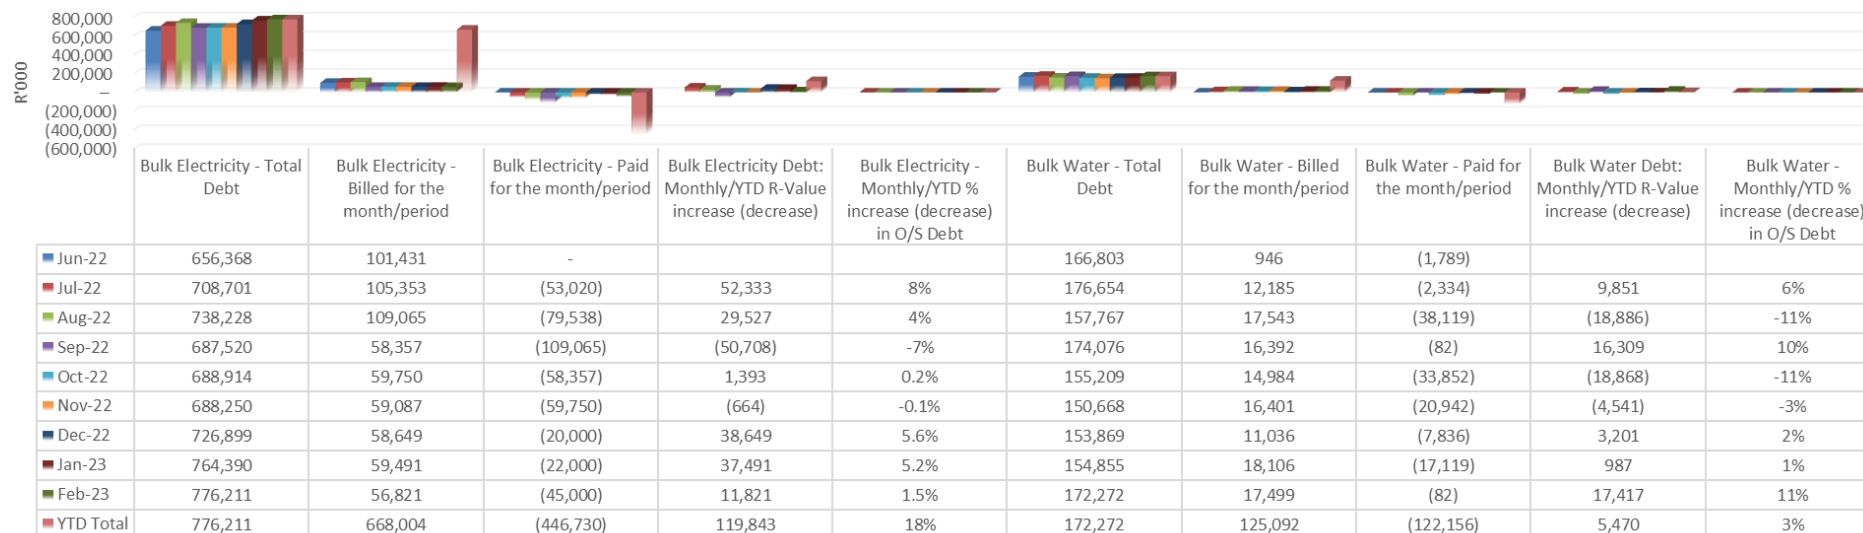 800,000
600,000
400,000
200,000
–
(200,000)
(400,000)
(600,000)
R'000
Bulk Electricity - Total Debt Bulk Electricity - Billed for the month/period Bulk Electricity - Paid for the month/period Bulk Electricity Debt: Monthly/YTD R-Value increase (decrease) Bulk Electricity - Monthly/YTD % increase (decrease) in O/S Debt Bulk Water - Total Debt Bulk Water - Billed for the month/period Bulk Water - Paid for the month/period Bulk Water Debt: Monthly/YTD R-Value increase (decrease) Bulk Water - Monthly/YTD % increase (decrease) in O/S Debt
Jun-22 656,368 101,431 - 166,803 946 (1,789)
Jul-22 708,701 105,353 (53,020) 52,333 8% 176,654 12,185 (2,334) 9,851 6%
Aug-22 738,228 109,065 (79,538) 29,527 4% 157,767 17,543 (38,119) (18,886) -11%
Sep-22 687,520 58,357 (109,065) (50,708) -7% 174,076 16,392 (82) 16,309 10%
Oct-22 688,914 59,750 (58,357) 1,393 0.2% 155,209 14,984 (33,852) (18,868) -11%
Nov-22 688,250 59,087 (59,750) (664) -0.1% 150,668 16,401 (20,942) (4,541) -3%
Dec-22 726,899 58,649 (20,000) 38,649 5.6% 153,869 11,036 (7,836) 3,201 2%
Jan-23 764,390 59,491 (22,000) 37,491 5.2% 154,855 18,106 (17,119) 987 1%
Feb-23 776,211 56,821 (45,000) 11,821 1.5% 172,272 17,499 (82) 17,417 11%
YTD Total 776,211 668,004 (446,730) 119,843 18% 172,272 125,092 (122,156) 5,470 3%